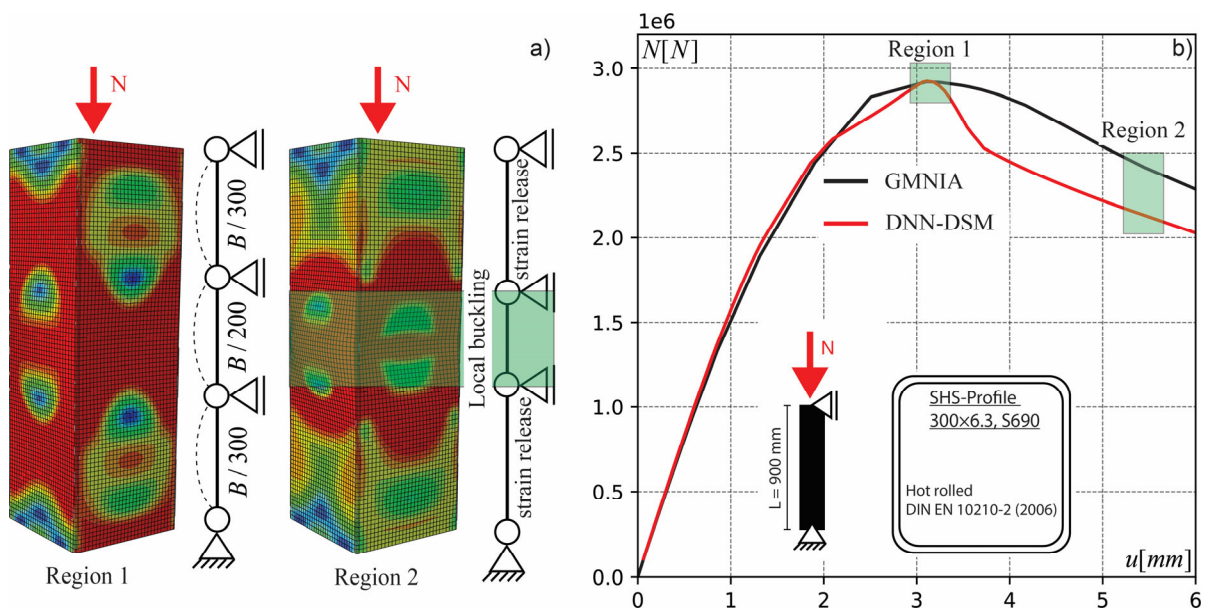 a)
N
N
B / 300
B / 200
B / 300
strain release
Local buckling
strain release
Region 1
Region 2
1e6
N[N]
b)
Region 1
Region 2
GMNIA
DNN-DSM
N
L= 900 mm
SHS-Profile
300×6.3, S690
Hot rolled
DIN EN 10210-2 (2006)
3.0
2.5
2.0
1.5
1.0
0.5
0.0
0
1
2
3
4
5
6
u[mm]